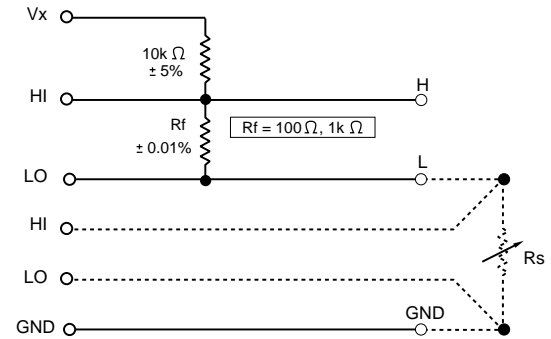 Vx
10k Ω
± 5%
HI
H
Rf
± 0.01%
Rf = 100 Ω, 1k Ω
LO
L
HI
Rs
LO
GND
GND